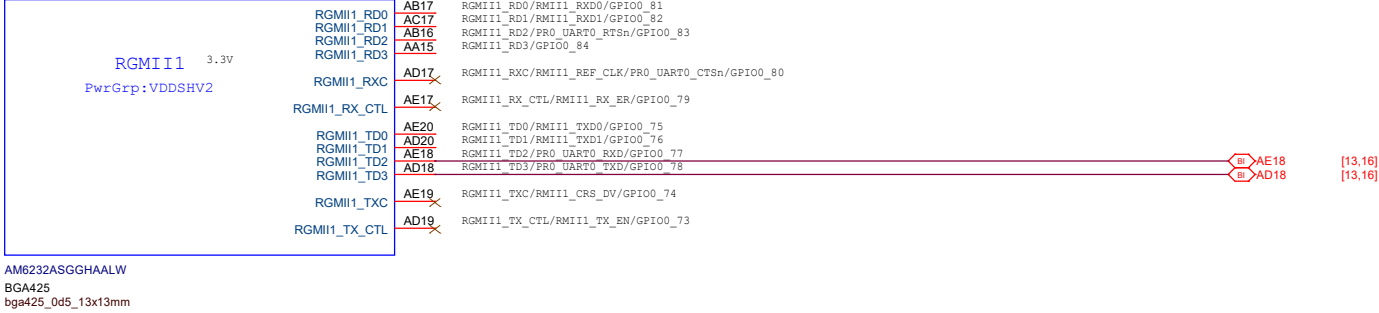 RGMII1_RD0 AB17 RGMII1_RD0/RMII1_RXD0/GPIO0_81
RGMII1_RD1 AC17 RGMII1_RD1/RMII1_RXD1/GPIO0_82
RGMII1_RD2 AB16 RGMII1_RD2/PR0_UART0_RTSn/GPIO0_83
RGMII1_RD3 AA15 RGMII1_RD3/GPIO0_84
RGMII1 3.3V
PwrGrp:VDDSHV2
RGMII1_RXC AD17 RGMII1_RXC/RMII1_REF_CLK/PR0_UART0_CTSn/GPIO0_80
RGMII1_RX_CTL AE17 RGMII1_RX_CTL/RMII1_RX_ER/GPIO0_79
RGMII1_TD0 AE20 RGMII1_TD0/RMII1_TXD0/GPIO0_75
RGMII1_TD1 AD20 RGMII1_TD1/RMII1_TXD1/GPIO0_76
RGMII1_TD2 AE18 RGMII1_TD2/PR0_UART0_RXD/GPIO0_77 BI AE18 [13,16]
RGMII1_TD3 AD18 RGMII1_TD3/PR0_UART0_TXD/GPIO0_78 BI AD18 [13,16]
RGMII1_TXC AE19 RGMII1_TXC/RMII1_CRS_DV/GPIO0_74
RGMII1_TX_CTL AD19 RGMII1_TX_CTL/RMII1_TX_EN/GPIO0_73
AM6232ASGGHAALW
BGA425
bga425_0d5_13x13mm